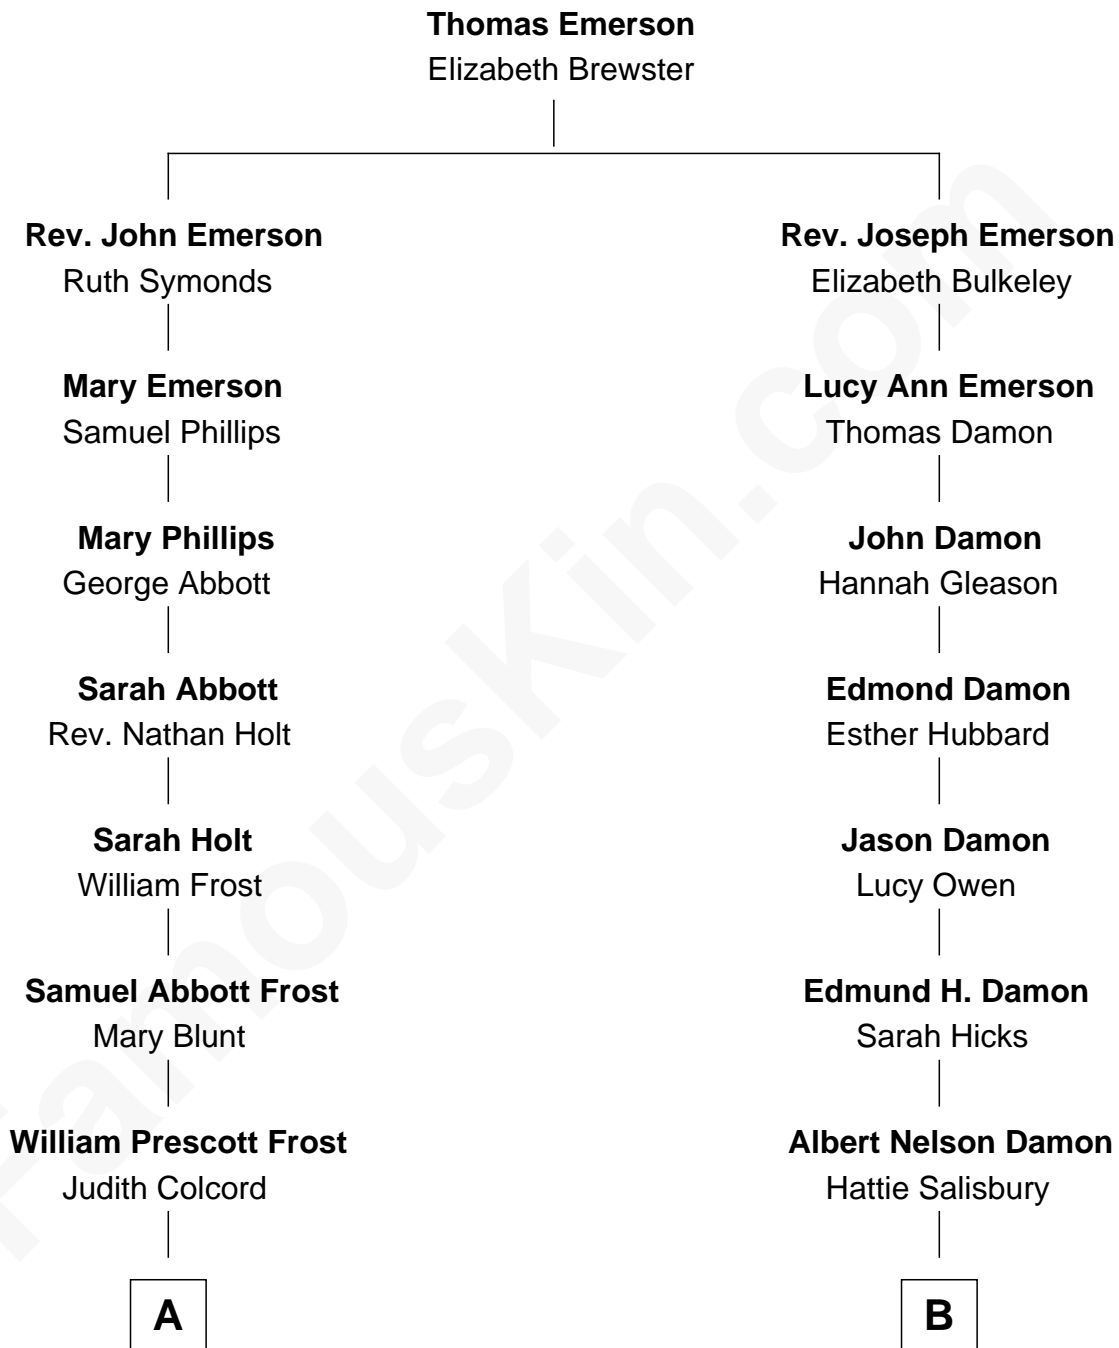 Thomas Emerson
Elizabeth Brewster
Rev. John Emerson
Ruth Symonds
Mary Emerson
Samuel Phillips
Mary Phillips
George Abbott
Sarah Abbott
Rev. Nathan Holt
Sarah Holt
William Frost
Samuel Abbott Frost
Mary Blunt
William Prescott Frost
Judith Colcord
A
Rev. Joseph Emerson
Elizabeth Bulkeley
Lucy Ann Emerson
Thomas Damon
John Damon
Hannah Gleason
Edmond Damon
Esther Hubbard
Jason Damon
Lucy Owen
Edmund H. Damon
Sarah Hicks
Albert Nelson Damon
Hattie Salisbury
B
FamousKin.com